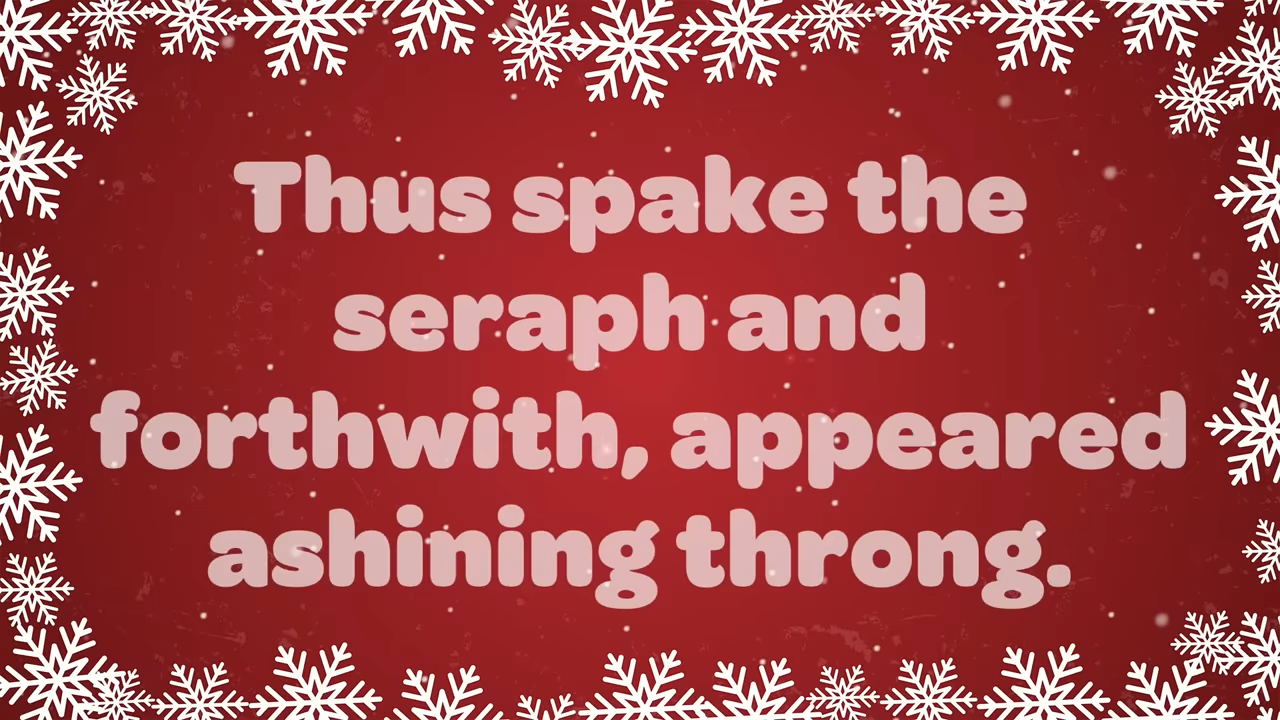 Thus spake the
seraph and
forthwith, appeared
ashining throng.